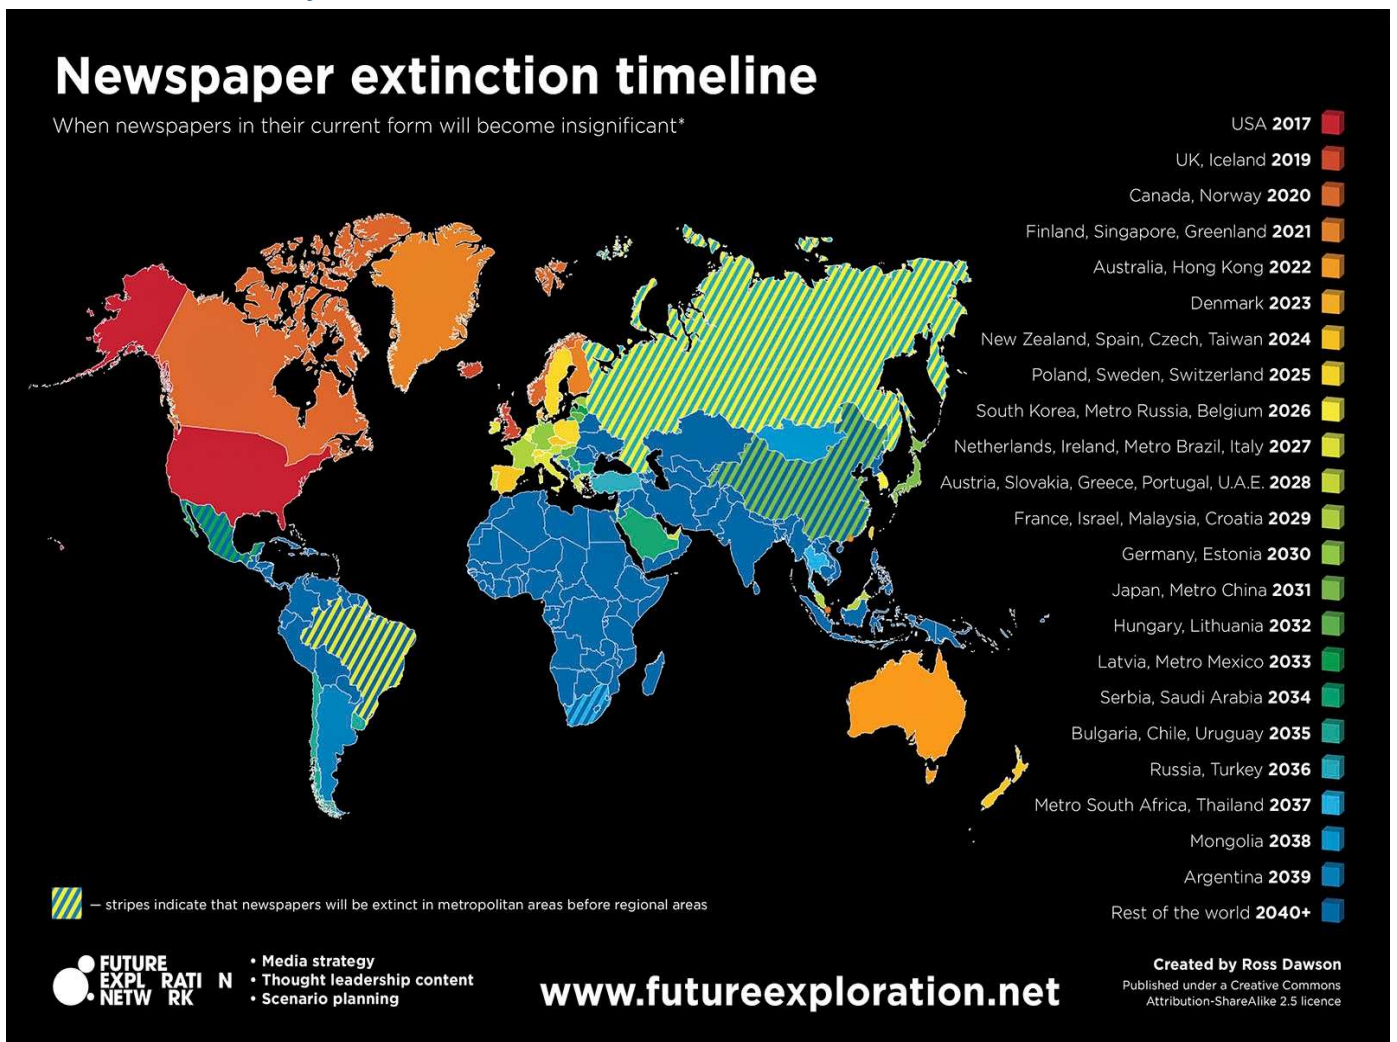 Newspaper extinction timeline
When newspapers in their current form will become insignificant*
USA 2017
UK, Iceland 2019
Canada, Norway 2020
Finland, Singapore, Greenland 2021
Australia, Hong Kong 2022
Denmark 2023
New Zealand, Spain, Czech, Taiwan 2024
Poland, Sweden, Switzerland 2025
South Korea, Metro Russia, Belgium 2026
Netherlands, Ireland, Metro Brazil, Italy 2027
Austria, Slovakia, Greece, Portugal, U.A.E. 2028
France, Israel, Malaysia, Croatia 2029
Germany, Estonia 2030
Japan, Metro China 2031
Hungary, Lithuania 2032
Latvia, Metro Mexico 2033
Serbia, Saudi Arabia 2034
Bulgaria, Chile, Uruguay 2035
Russia, Turkey 2036
Metro South Africa, Thailand 2037
Mongolia 2038
Argentina 2039
Rest of the world 2040+
— stripes indicate that newspapers will be extinct in metropolitan areas before regional areas
FUTURE
EXPL RATI N
NETW RK
• Media strategy
• Thought leadership content
• Scenario planning
www.futureexploration.net
Created by Ross Dawson
Published under a Creative Commons
Attribution-ShareAlike 2.5 licence